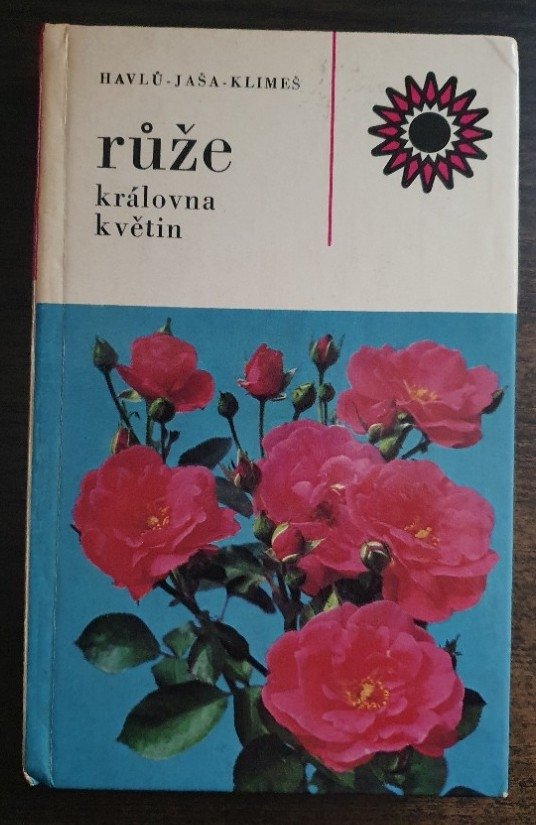 HAVLŮ-JAŠA-KLIMEŠ
růže
královna
květin